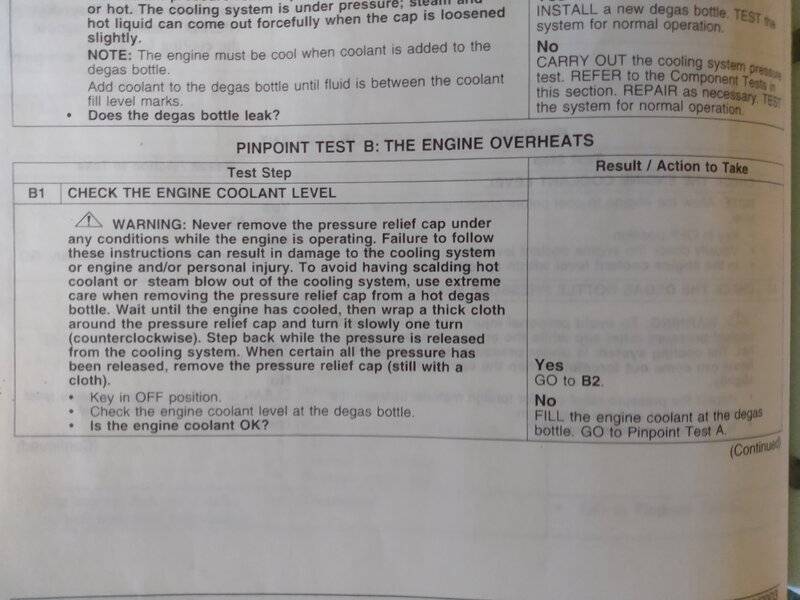 or hot. The cooling system is under pressure; steam and
hot liquid can come out forcefully when the cap is loosened
slightly.
NOTE: The engine must be cool when coolant is added to the
degas bottle.
Add coolant to the degas bottle until fluid is between the coolant
fill level marks.
• Does the degas bottle leak?
INSTALL a new degas bottle. TEST the
system for normal operation.
No
CARRY OUT the cooling system pressure
test. REFER to the Component Tests in
this section. REPAIR as necessary. TEST
the system for normal operation.
PINPOINT TEST B: THE ENGINE OVERHEATS
Test Step
Result / Action to Take
B1 CHECK THE ENGINE COOLANT LEVEL
WARNING: Never remove the pressure relief cap under
any conditions while the engine is operating. Failure to follow
these instructions can result in damage to the cooling system
or engine and/or personal injury. To avoid having scalding hot
coolant or steam blow out of the cooling system, use extreme
care when removing the pressure relief cap from a hot degas
bottle. Wait until the engine has cooled, then wrap a thick cloth
around the pressure relief cap and turn it slowly one turn
(counterclockwise). Step back while the pressure is released
from the cooling system. When certain all the pressure has
been released, remove the pressure relief cap (still with a
cloth).
• Key in OFF position.
• Check the engine coolant level at the degas bottle.
• Is the engine coolant OK?
Yes
GO to B2.
No
FILL the engine coolant at the degas
bottle. GO to Pinpoint Test A.
(Continued)